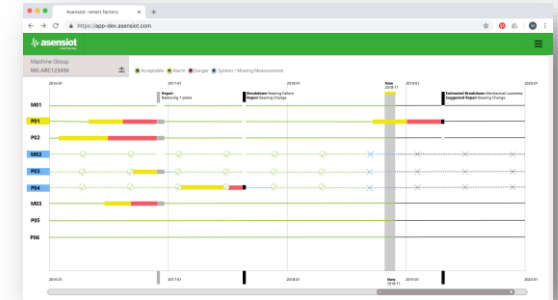 Asensiot -smart factory
https://app-dev.asensiot.com
asensiot
Machine Group
MG ABC123456
Acceptable Alarm Danger System / Missing Measurement
2016-01 2017-01 2018-01 Now 2019-01 2020-01
2018-11
Repair Breakdown Bearing Failure Estimated Breakdown Mechanical Looseness
Balancing 1 plans Repair Bearing Change Suggested Repair Bearing Change
M01
P01
P02
M02
P03
P04
M03
P05
P06
2016-01 2017-01 2018-01 Now 2019-01 2020-01
2018-11